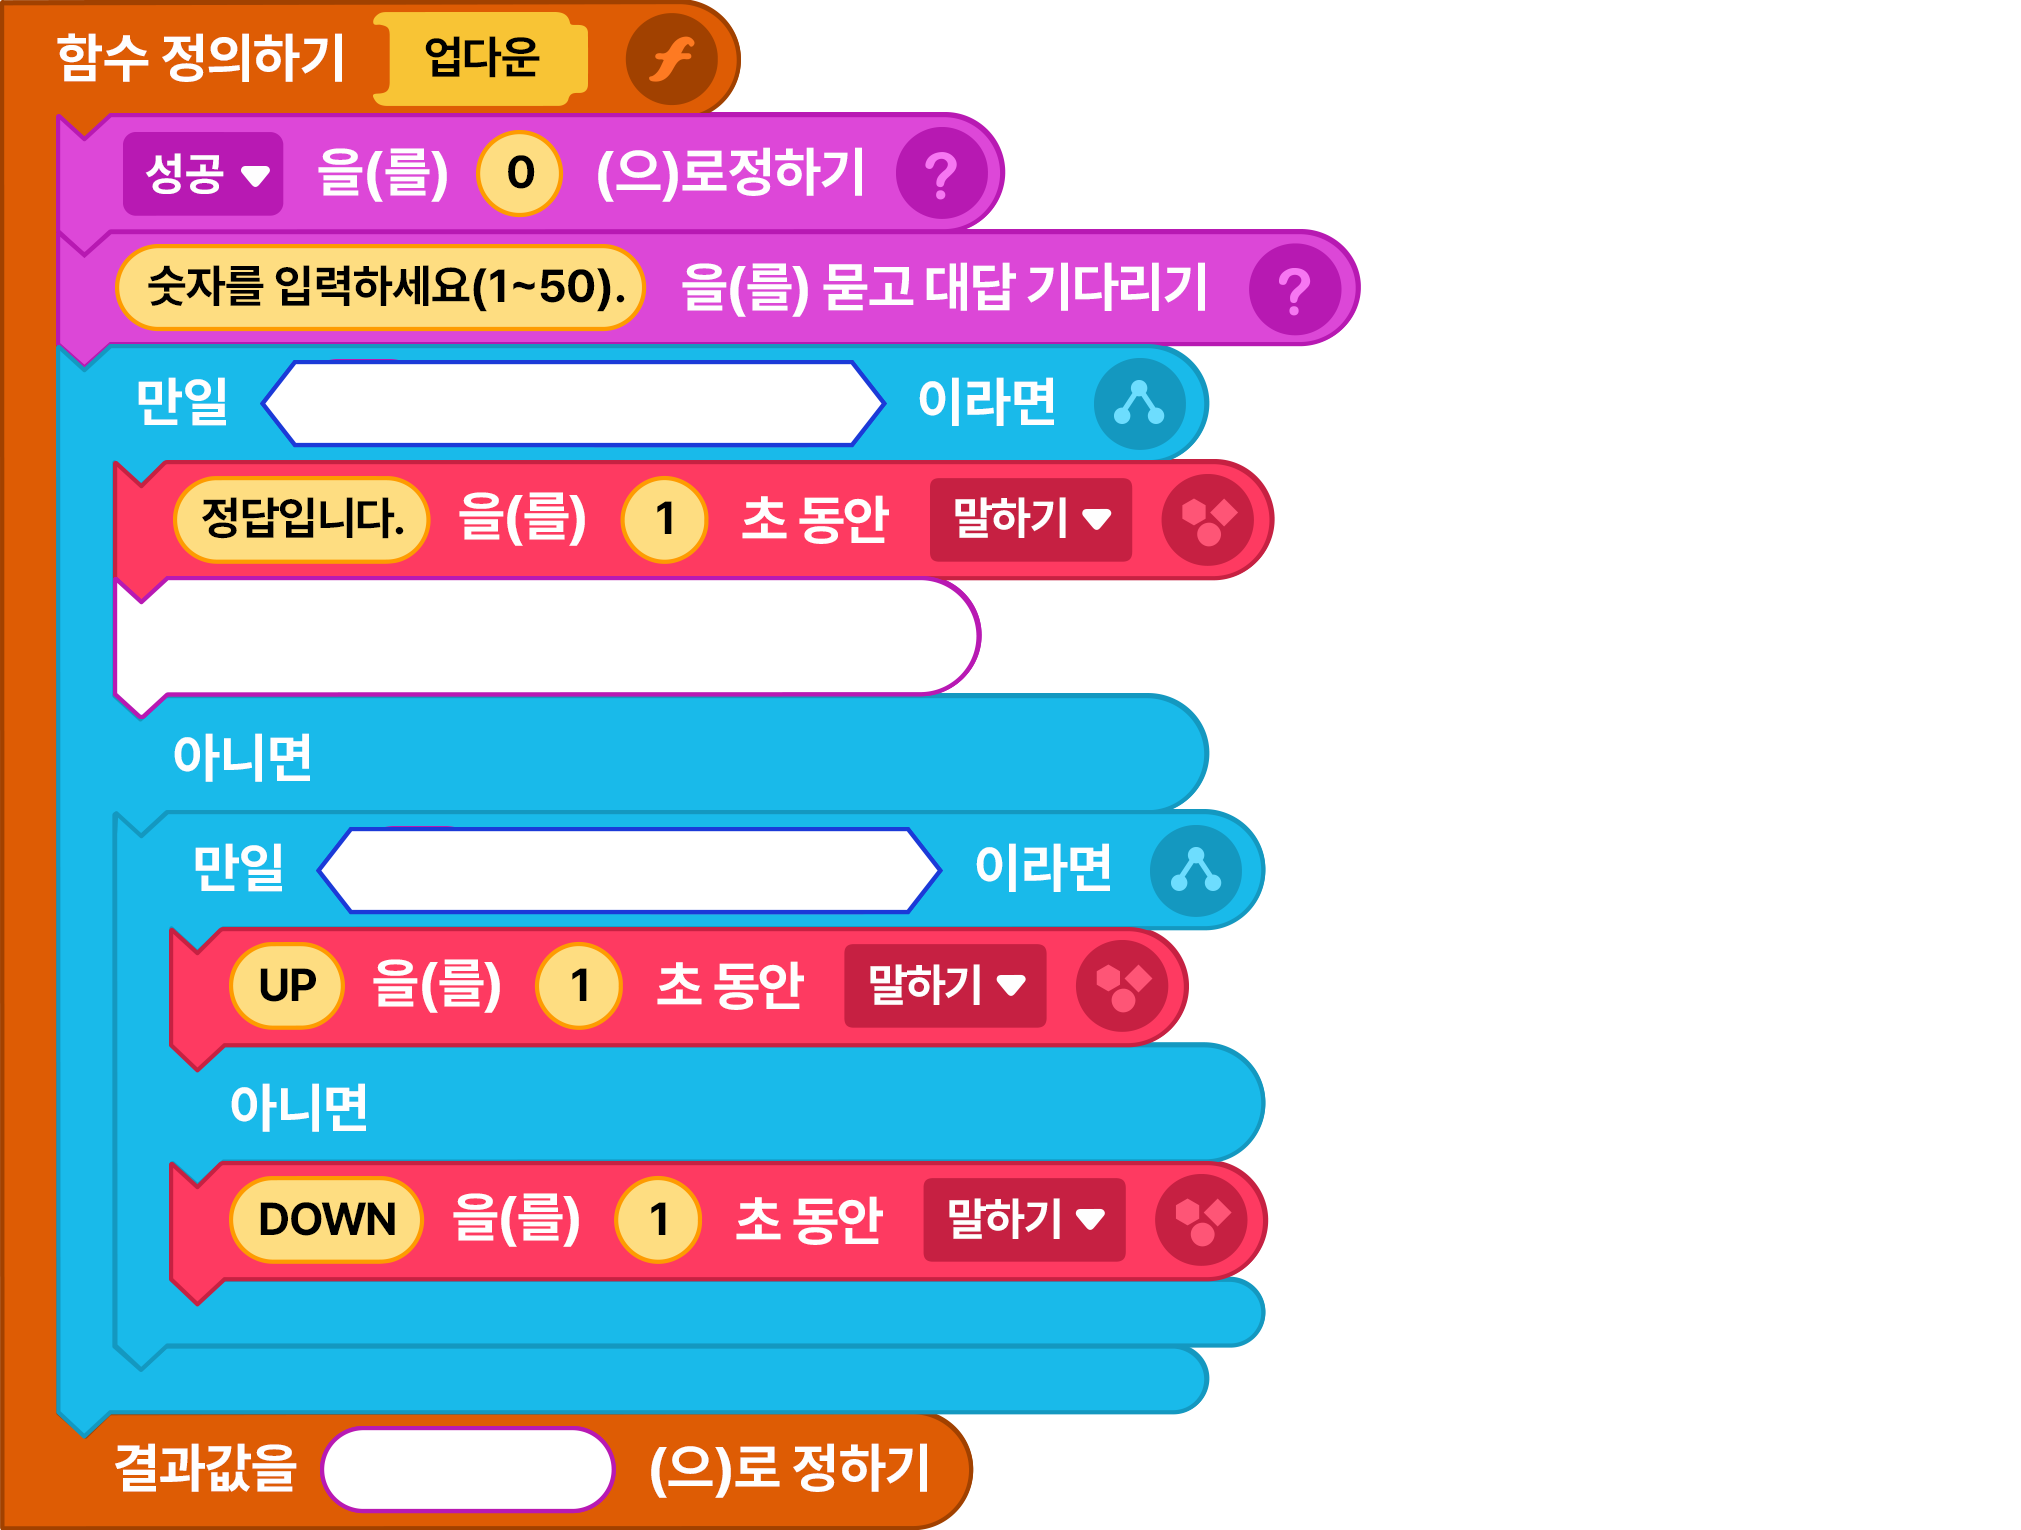 함수 정의하기 업다운
성공 을(를) 0 (으)로정하기 ?
숫자를 입력하세요(1~50). 을(를) 묻고 대답 기다리기 ?
만일 이라면
정답입니다. 을(를) 1 초 동안 말하기
아니면
만일 이라면
UP 을(를) 1 초 동안 말하기
아니면
DOWN 을(를) 1 초 동안 말하기
결과값을 (으)로 정하기